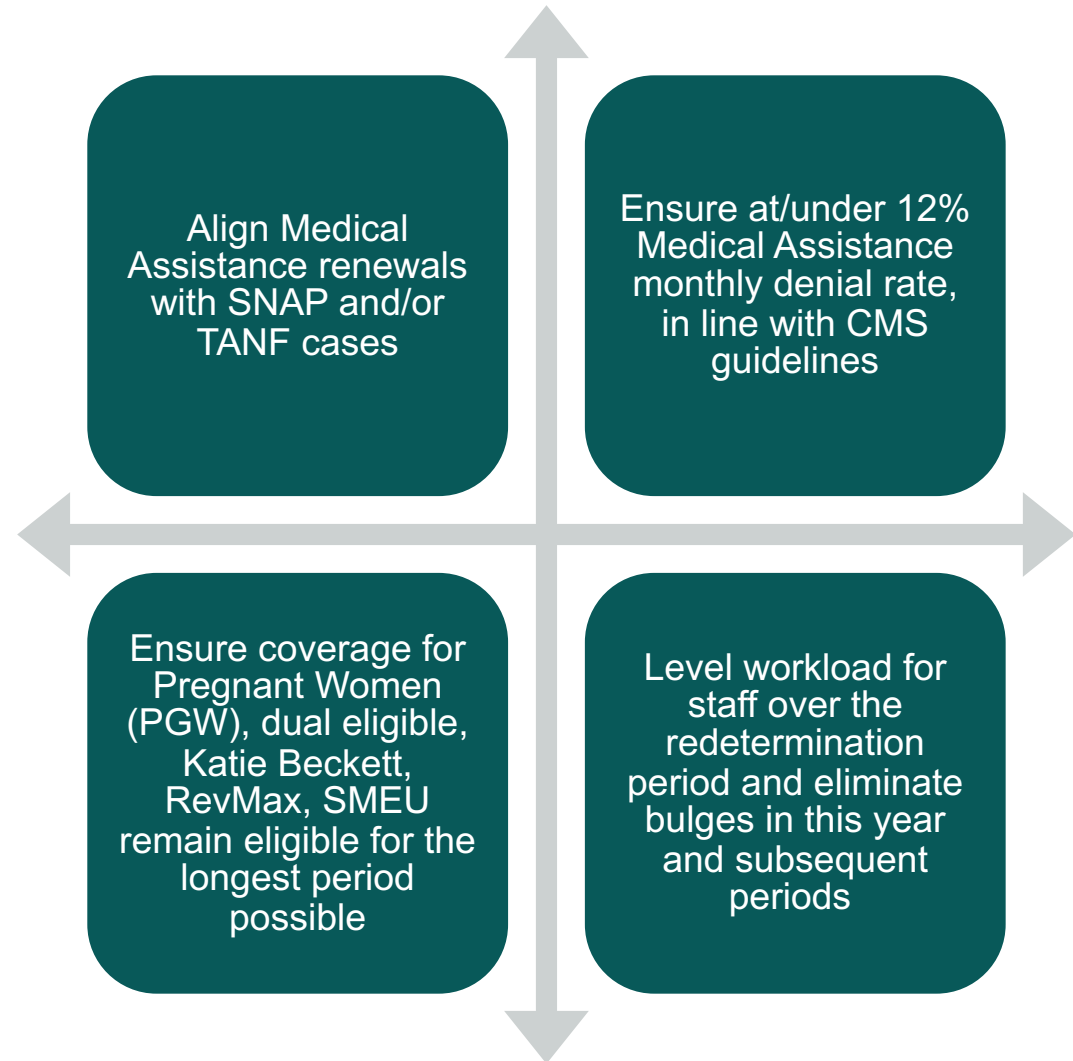 Align Medical
Assistance renewals
with SNAP and/or
TANF cases
Ensure at/under 12%
Medical Assistance
monthly denial rate,
in line with CMS
guidelines
Ensure coverage for
Pregnant Women
(PGW), dual eligible,
Katie Beckett,
RevMax, SMEU
remain eligible for the
longest period
possible
Level workload for
staff over the
redetermination
period and eliminate
bulges in this year
and subsequent
periods